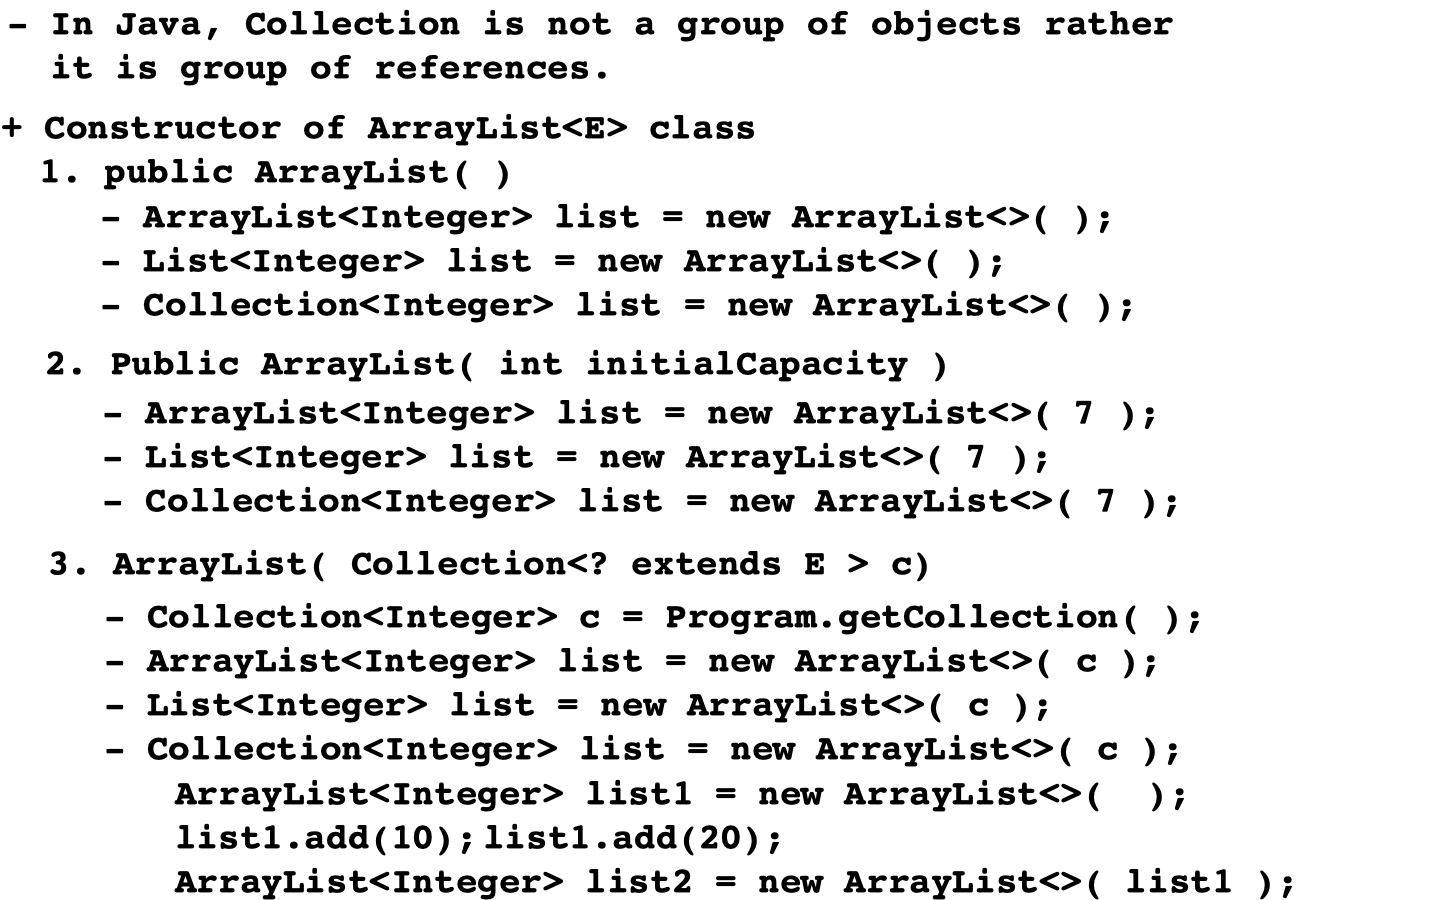 - In Java, Collection is not a group of objects rather
it is group of references.
+ Constructor of ArrayList<E> class
1. public ArrayList( )
- ArrayList<Integer> list = new ArrayList<>( );
- List<Integer> list = new ArrayList<>( );
- Collection<Integer> list = new ArrayList<>( );
2. Public ArrayList( int initialCapacity )
- ArrayList<Integer> list = new ArrayList<>( 7 );
- List<Integer> list = new ArrayList<>( 7 );
- Collection<Integer> list = new ArrayList<>( 7 );
3. ArrayList( Collection<? extends E > c)
- Collection<Integer> c = Program.getCollection( );
- ArrayList<Integer> list = new ArrayList<>( c );
- List<Integer> list = new ArrayList<>( c );
- Collection<Integer> list = new ArrayList<>( c );
ArrayList<Integer> list1 = new ArrayList<>(  );
list1.add(10);list1.add(20);
ArrayList<Integer> list2 = new ArrayList<>( list1 );